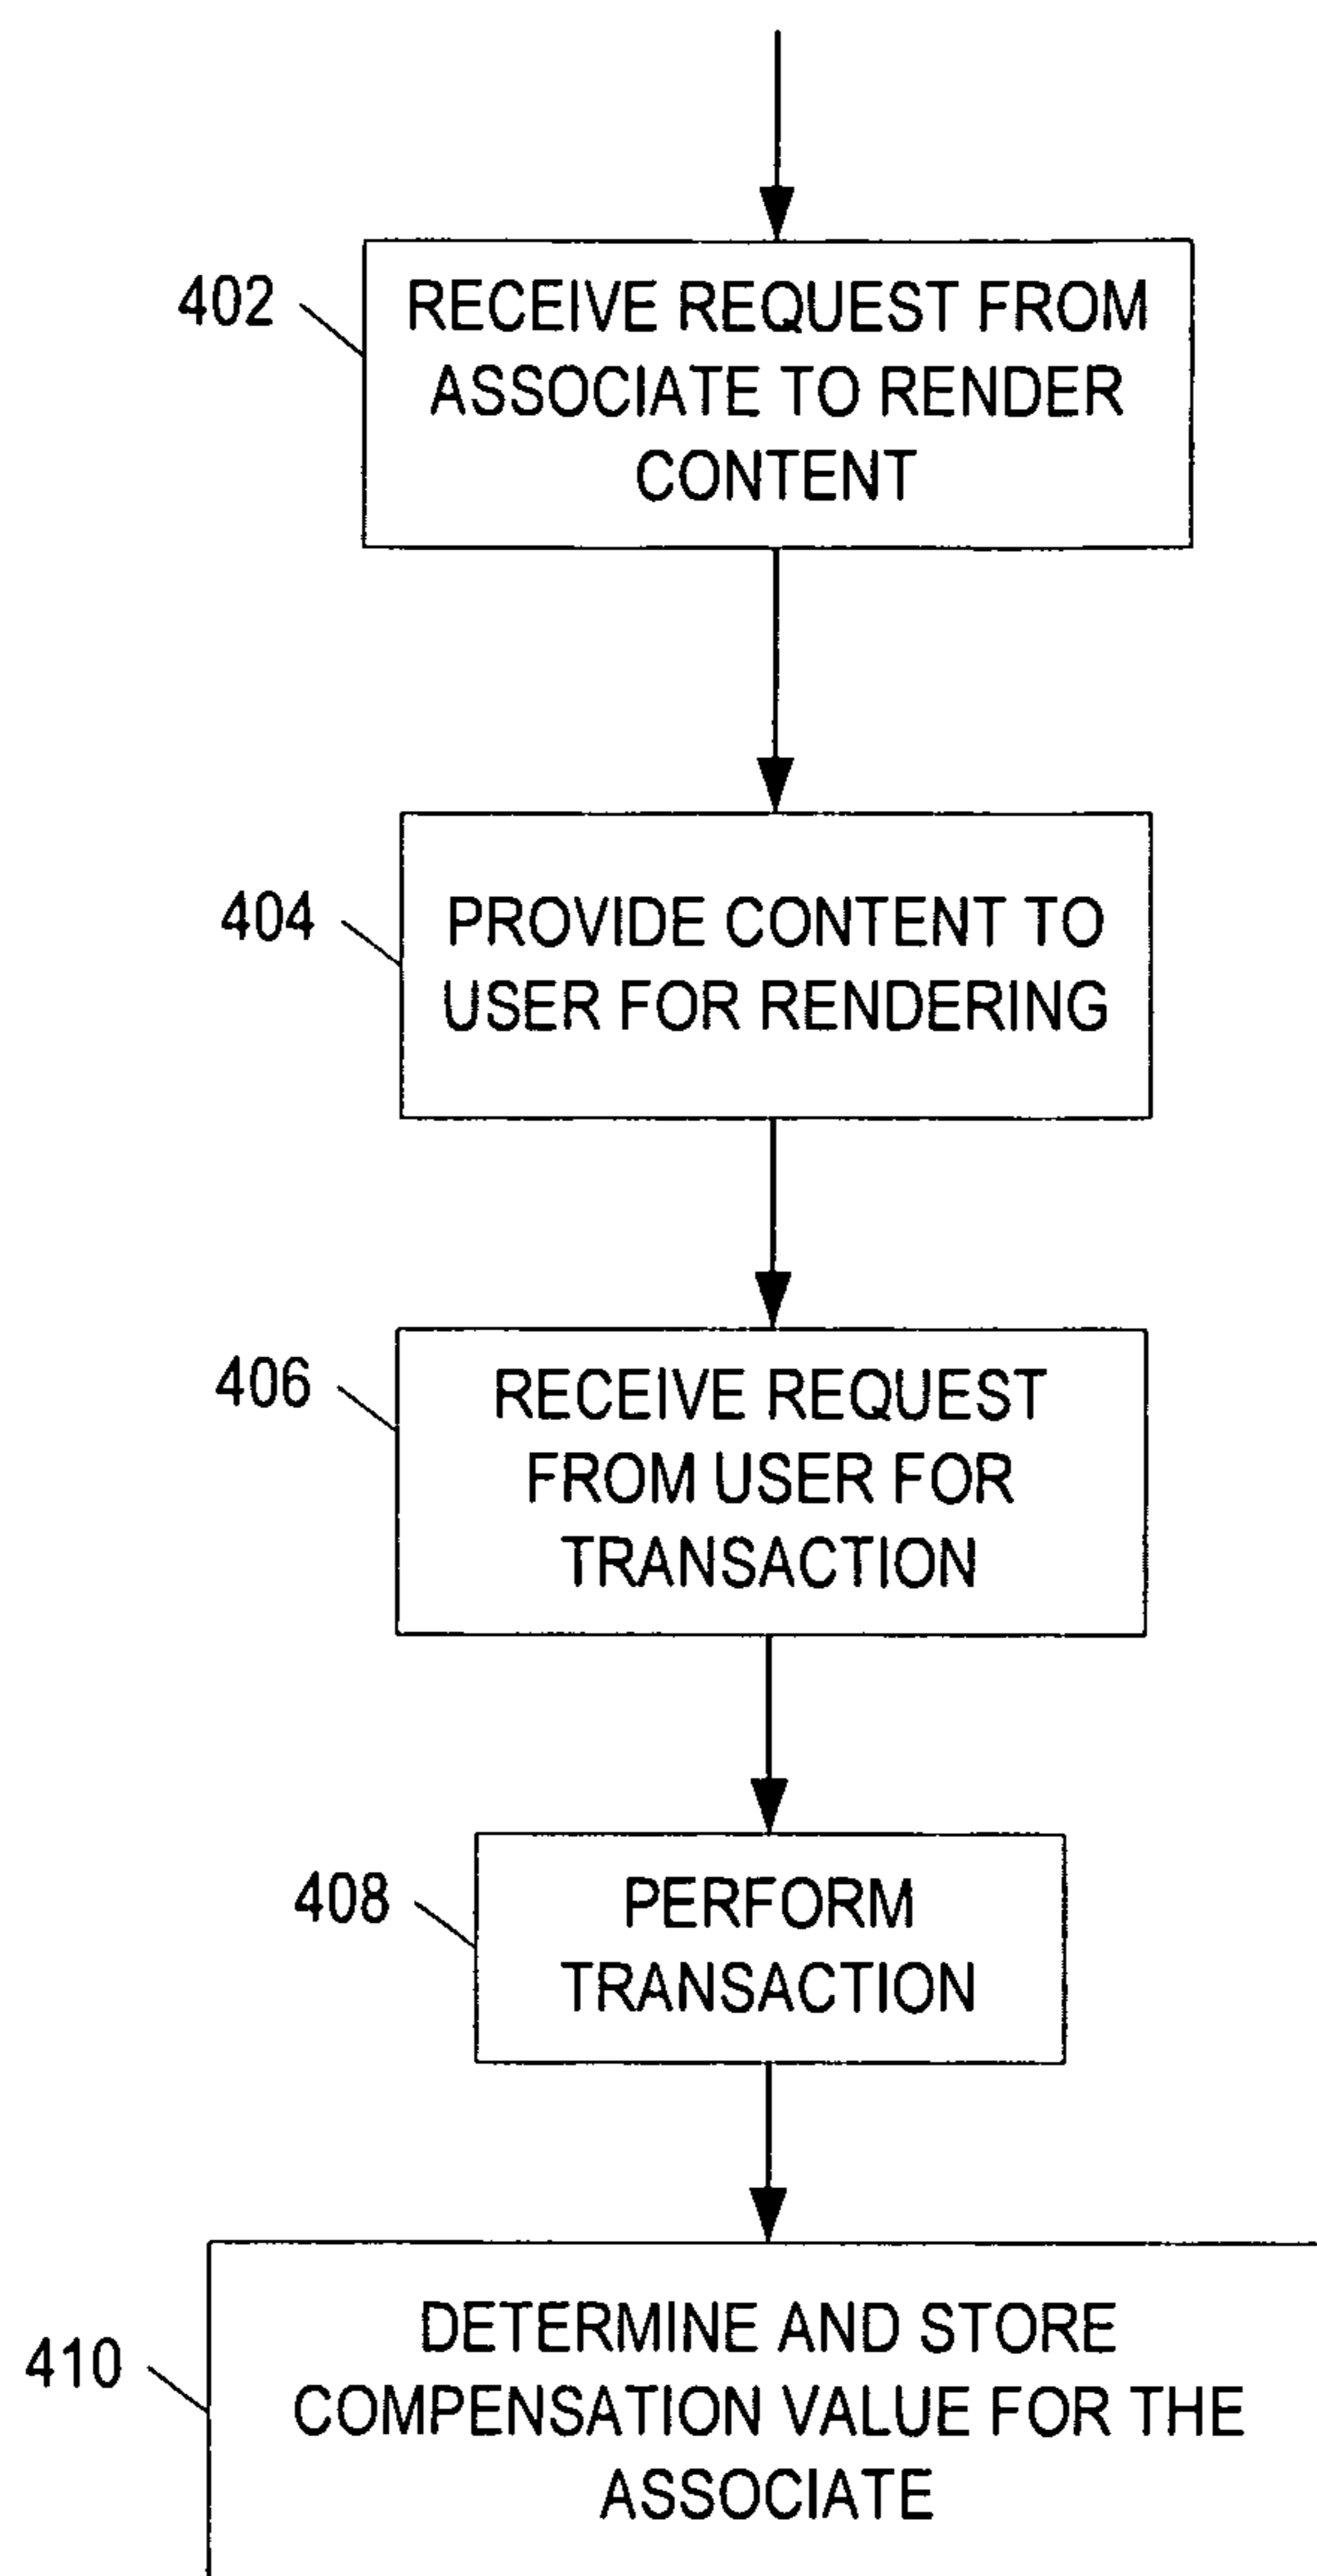 402
RECEIVE REQUEST FROM
ASSOCIATE TO RENDER
CONTENT
404
PROVIDE CONTENT TO
USER FOR RENDERING
406
RECEIVE REQUEST
FROM USER FOR
TRANSACTION
408
PERFORM
TRANSACTION
410
DETERMINE AND STORE
COMPENSATION VALUE FOR THE
ASSOCIATE